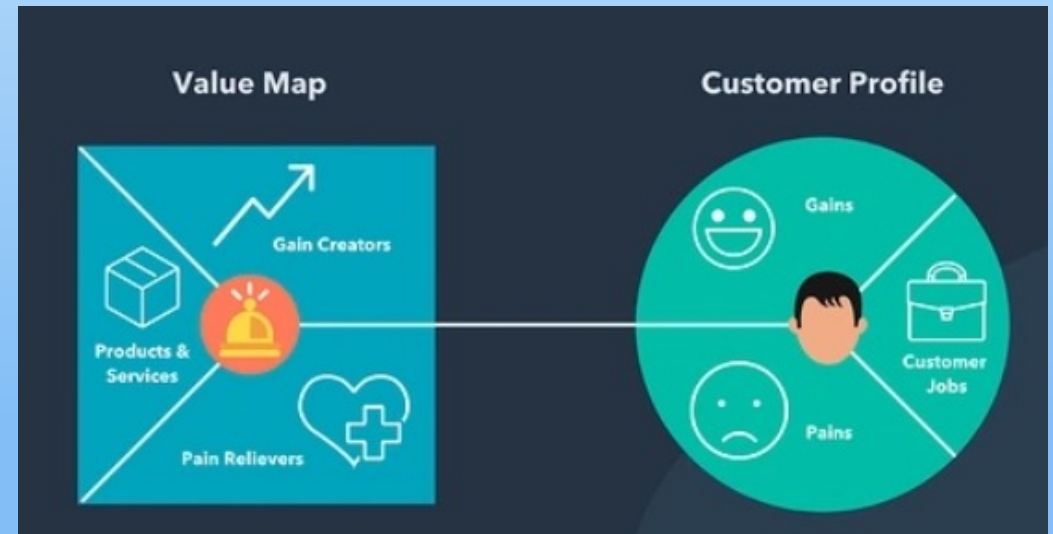 Value Map
Customer Profile
Gain Creators
Products &
Services
Pain Relievers
Gains
Customer
Jobs
Pains